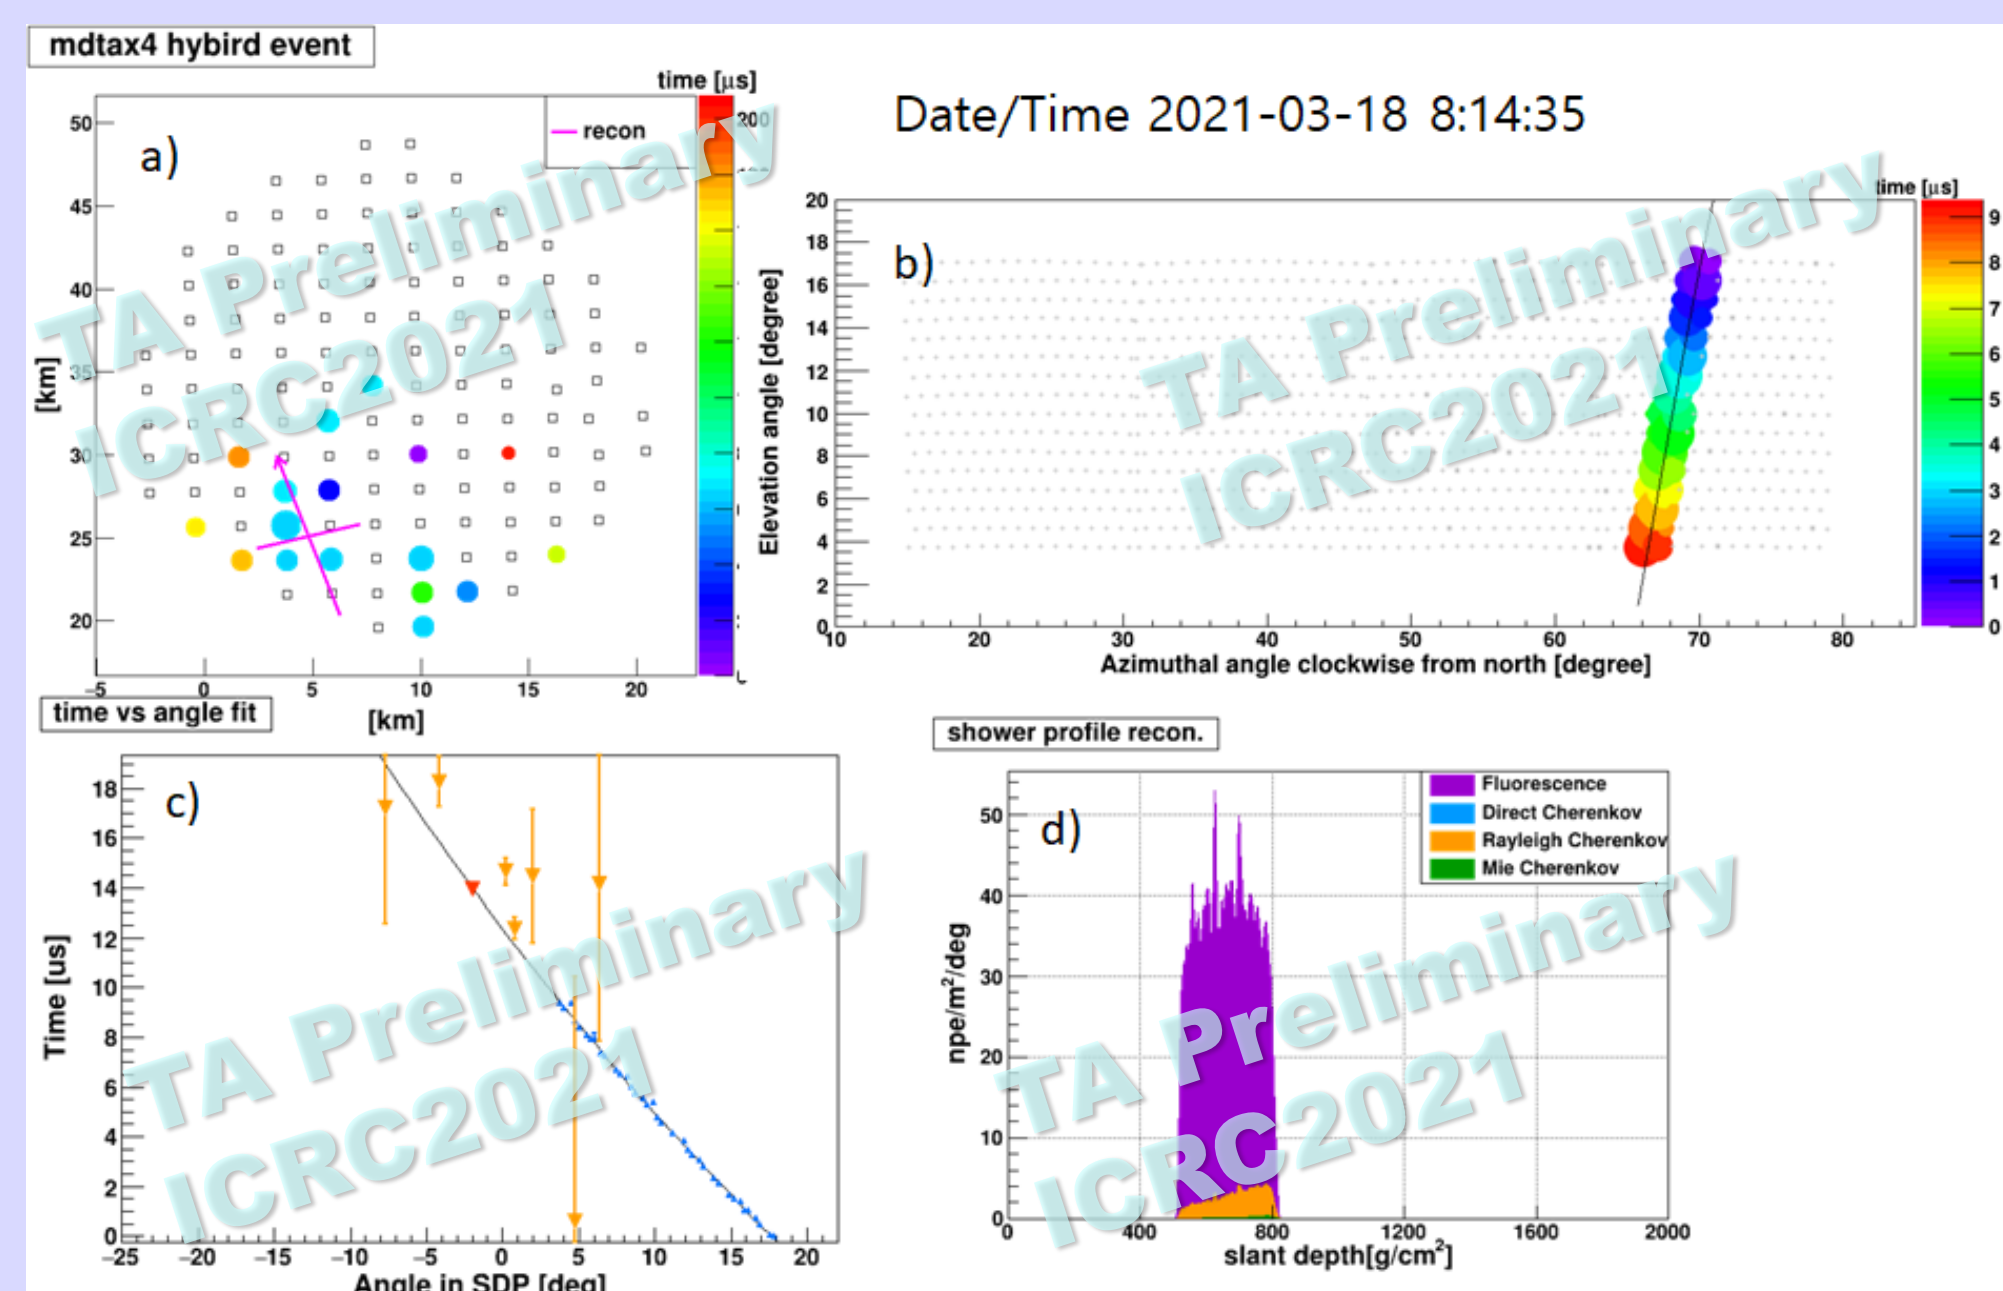 mdtax4 hybird event
time [μs]
a)
recon
200
50
45
40
35
30
25
20
[km]
−5 0 5 10 15 20
[km]
Date/Time 2021-03-18 8:14:35
b)
time [μs]
20
18
16
14
12
10
8
6
4
2
0
Elevation angle [degree]
10 20 30 40 50 60 70 80
Azimuthal angle clockwise from north [degree]
9
8
7
6
5
4
3
2
1
0
time vs angle fit
c)
18
16
14
12
10
8
6
4
2
0
Time [us]
−25 −20 −15 −10 −5 0 5 10 15 20
Angle in SDP [deg]
shower profile recon.
d)
Fluorescence
Direct Cherenkov
Rayleigh Cherenkov
Mie Cherenkov
50
40
30
20
10
0
npe/m²/deg
0 400 800 1200 1600 2000
slant depth[g/cm²]
TA Preliminary
ICRC2021
TA Preliminary
ICRC2021
TA Preliminary
ICRC2021
TA Preliminary
ICRC2021